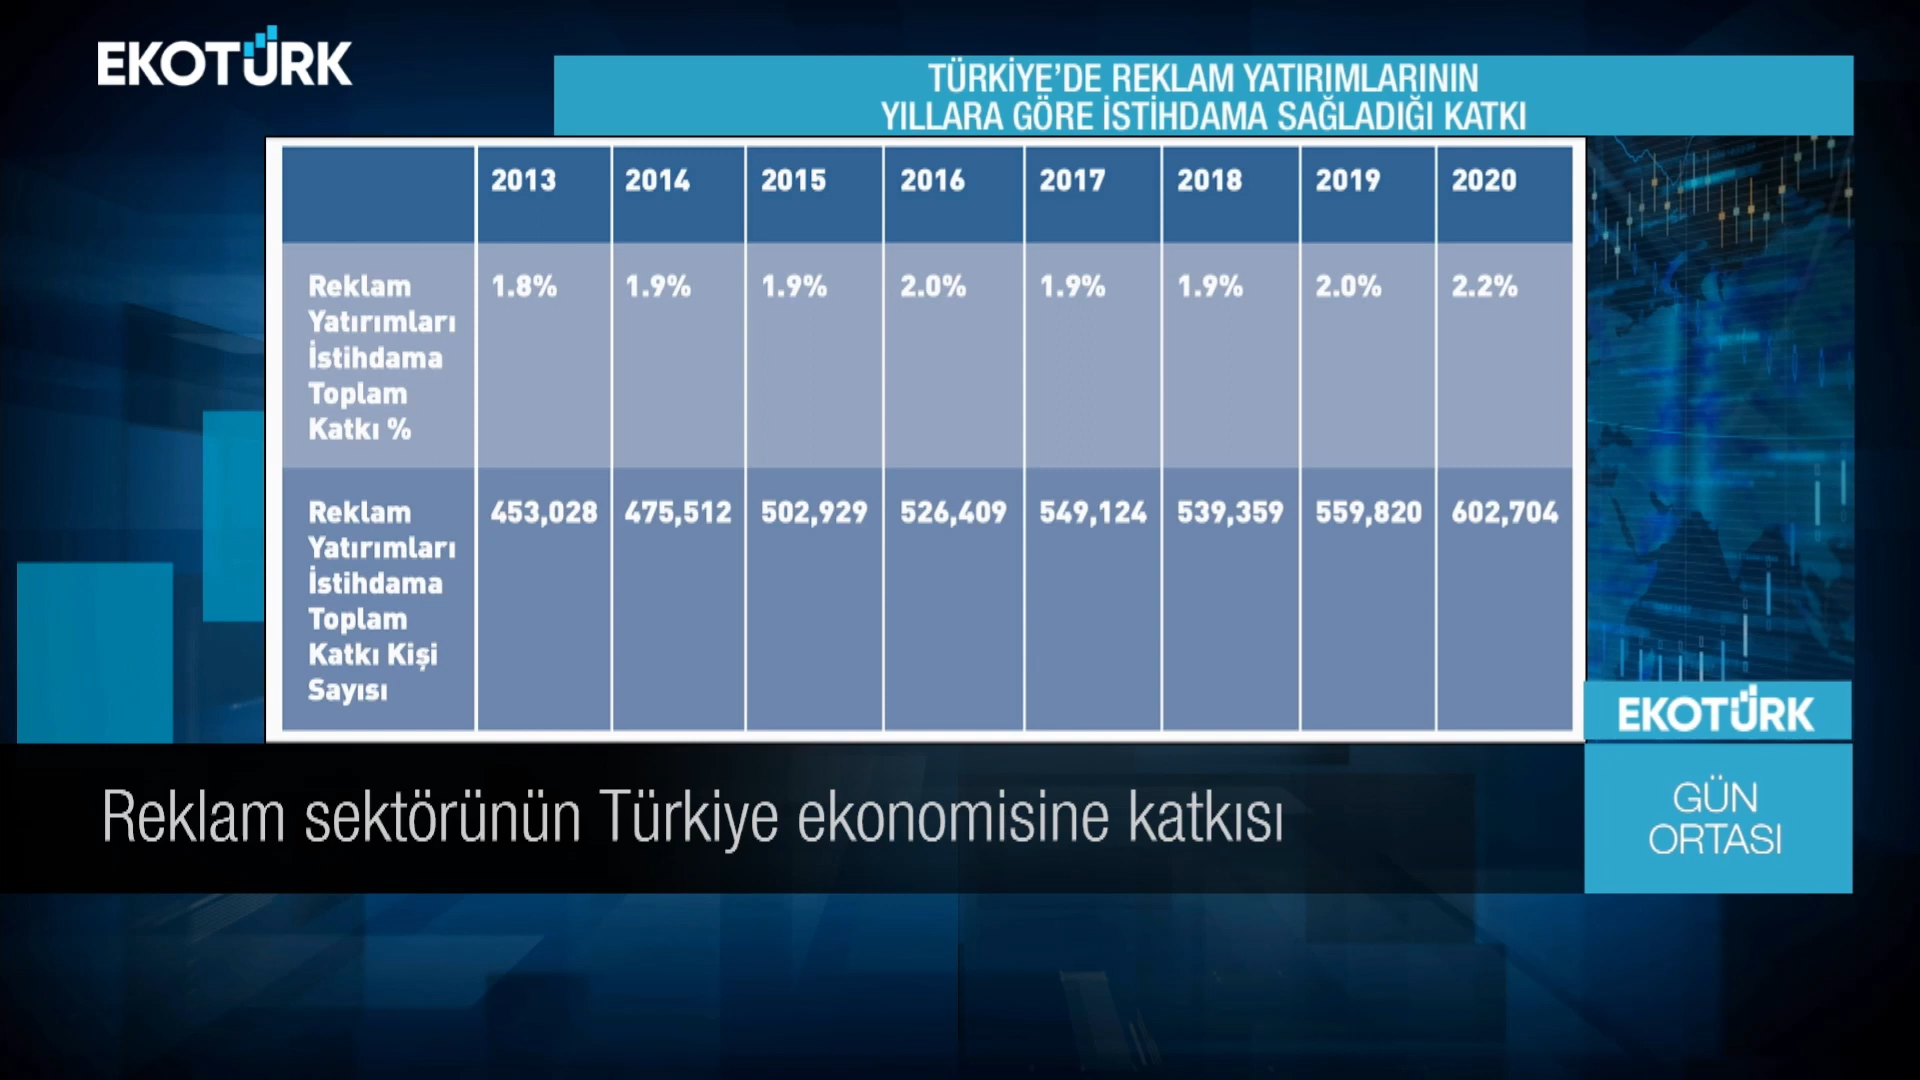 EKOTÜRK
TÜRKİYE'DE REKLAM YATIRIMLARININ
YILLARA GÖRE İSTİHDAMA SAĞLADIĞI KATKI
2013 2014 2015 2016 2017 2018 2019 2020
Reklam 1.8% 1.9% 1.9% 2.0% 1.9% 1.9% 2.0% 2.2%
Yatırımları
İstihdama
Toplam
Katkı %
Reklam 453,028 475,512 502,929 526,409 549,124 539,359 559,820 602,704
Yatırımları
İstihdama
Toplam
Katkı Kişi
Sayısı
EKOTÜRK
Reklam sektörünün Türkiye ekonomisine katkısı
GÜN
ORTASI